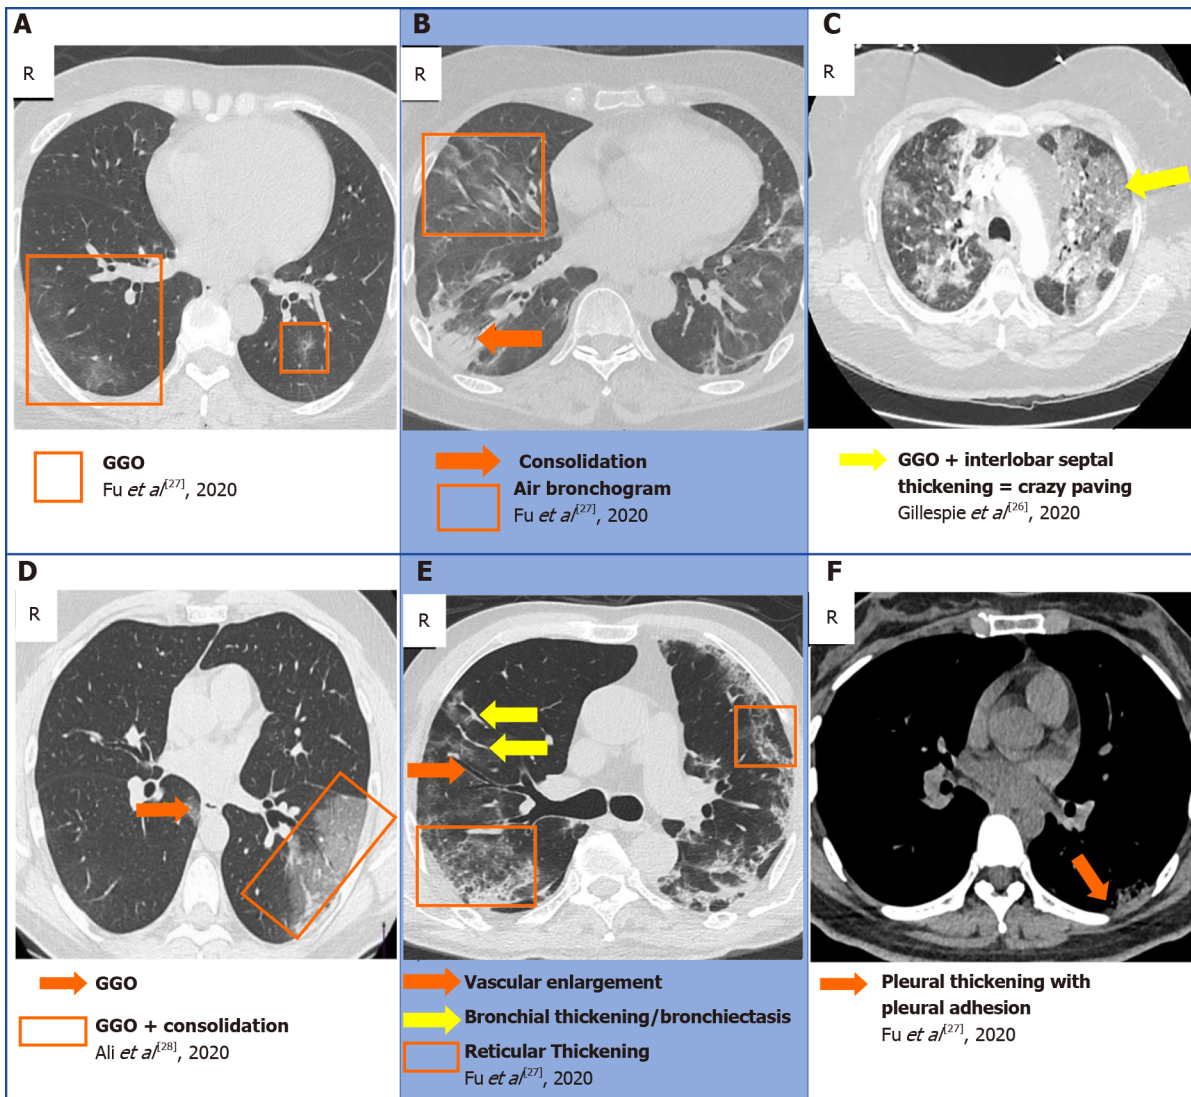 A
R
GGO
Fu et al[27], 2020
B
R
Consolidation
Air bronchogram
Fu et al[27], 2020
C
R
GGO + interlobar septal
thickening = crazy paving
Gillespie et al[26], 2020
D
R
GGO
GGO + consolidation
Ali et al[28], 2020
E
R
Vascular enlargement
Bronchial thickening/bronchiectasis
Reticular Thickening
Fu et al[27], 2020
F
R
Pleural thickening with
pleural adhesion
Fu et al[27], 2020